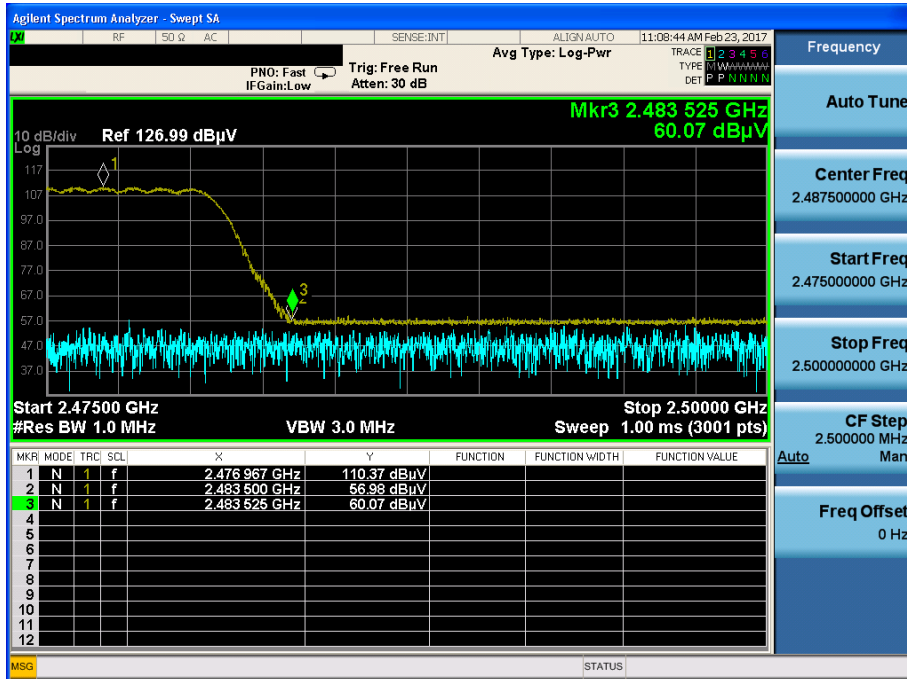 Agilent Spectrum Analyzer - Swept SA
LXI RF 50 Ω AC SENSE:INT ALIGN AUTO 11:08:44 AM Feb 23, 2017
PNO: Fast IFGain:Low
Trig: Free Run
Atten: 30 dB
Avg Type: Log-Pwr
TRACE 1 2 3 4 5 6
TYPE M W
DET P P N N N N
Mkr3 2.483 525 GHz
60.07 dBµV
10 dB/div Ref 126.99 dBµV
Log
117
107
97.0
87.0
77.0
67.0
57.0
47.0
37.0
1
3
2
Start 2.47500 GHz Stop 2.50000 GHz
#Res BW 1.0 MHz VBW 3.0 MHz Sweep 1.00 ms (3001 pts)
MKR MODE TRC SCL X Y FUNCTION FUNCTION WIDTH FUNCTION VALUE
1 N 1 f 2.476 967 GHz 110.37 dBµV
2 N 1 f 2.483 500 GHz 56.98 dBµV
3 N 1 f 2.483 525 GHz 60.07 dBµV
4
5
6
7
8
9
10
11
12
MSG STATUS
Frequency
Auto Tune
Center Freq
2.487500000 GHz
Start Freq
2.475000000 GHz
Stop Freq
2.500000000 GHz
CF Step
2.500000 MHz
Auto Man
Freq Offset
0 Hz